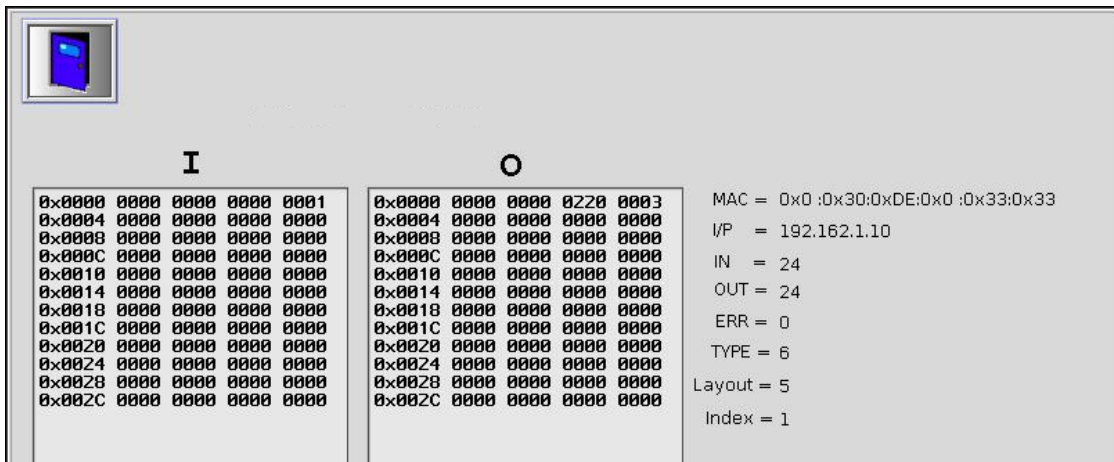 I
0x0000 0000 0000 0000 0001
0x0004 0000 0000 0000 0000
0x0008 0000 0000 0000 0000
0x000C 0000 0000 0000 0000
0x0010 0000 0000 0000 0000
0x0014 0000 0000 0000 0000
0x0018 0000 0000 0000 0000
0x001C 0000 0000 0000 0000
0x0020 0000 0000 0000 0000
0x0024 0000 0000 0000 0000
0x0028 0000 0000 0000 0000
0x002C 0000 0000 0000 0000
O
0x0000 0000 0000 0220 0003
0x0004 0000 0000 0000 0000
0x0008 0000 0000 0000 0000
0x000C 0000 0000 0000 0000
0x0010 0000 0000 0000 0000
0x0014 0000 0000 0000 0000
0x0018 0000 0000 0000 0000
0x001C 0000 0000 0000 0000
0x0020 0000 0000 0000 0000
0x0024 0000 0000 0000 0000
0x0028 0000 0000 0000 0000
0x002C 0000 0000 0000 0000
MAC = 0x0 :0x30:0xDE:0x0 :0x33:0x33
I/P = 192.162.1.10
IN = 24
OUT = 24
ERR = 0
TYPE = 6
Layout = 5
Index = 1